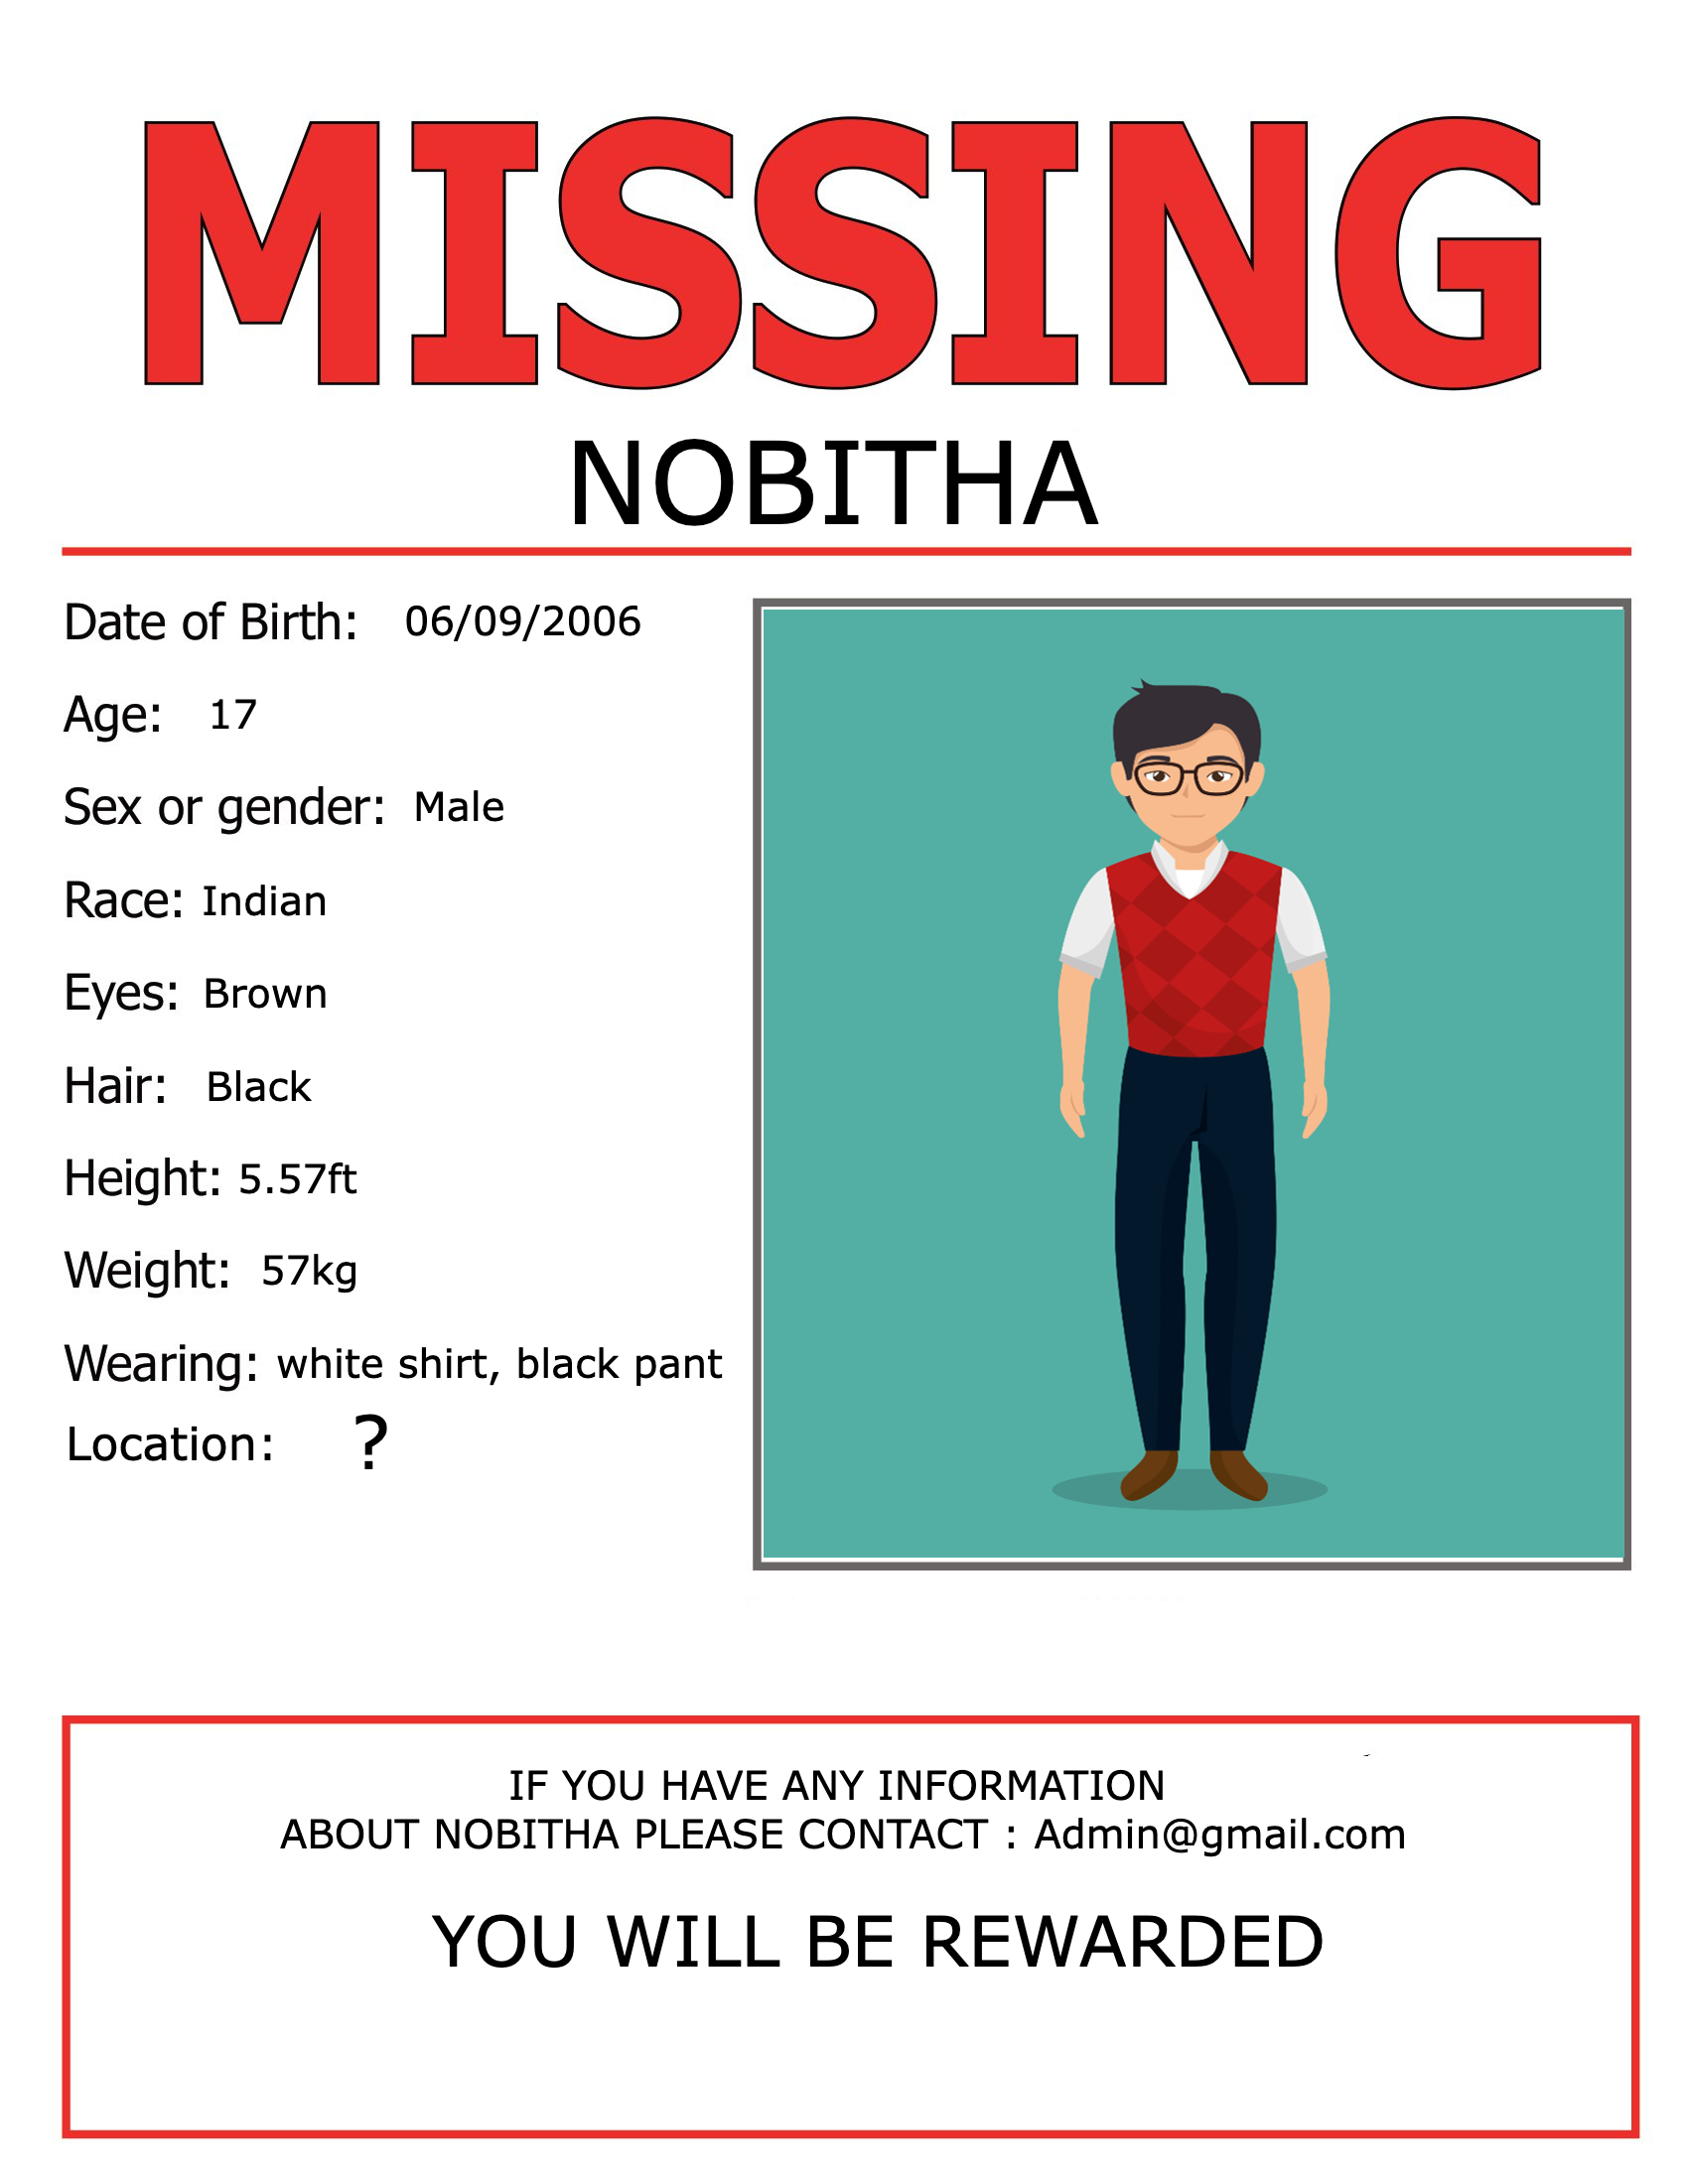 MISSING
NOBITHA
Date of Birth: 06/09/2006
Age: 17
Sex or gender: Male
Race: Indian
Eyes: Brown
Hair: Black
Height: 5.57ft
Weight: 57kg
Wearing: white shirt, black pant
Location: ?
IF YOU HAVE ANY INFORMATION
ABOUT NOBITHA PLEASE CONTACT : Admin@gmail.com
YOU WILL BE REWARDED